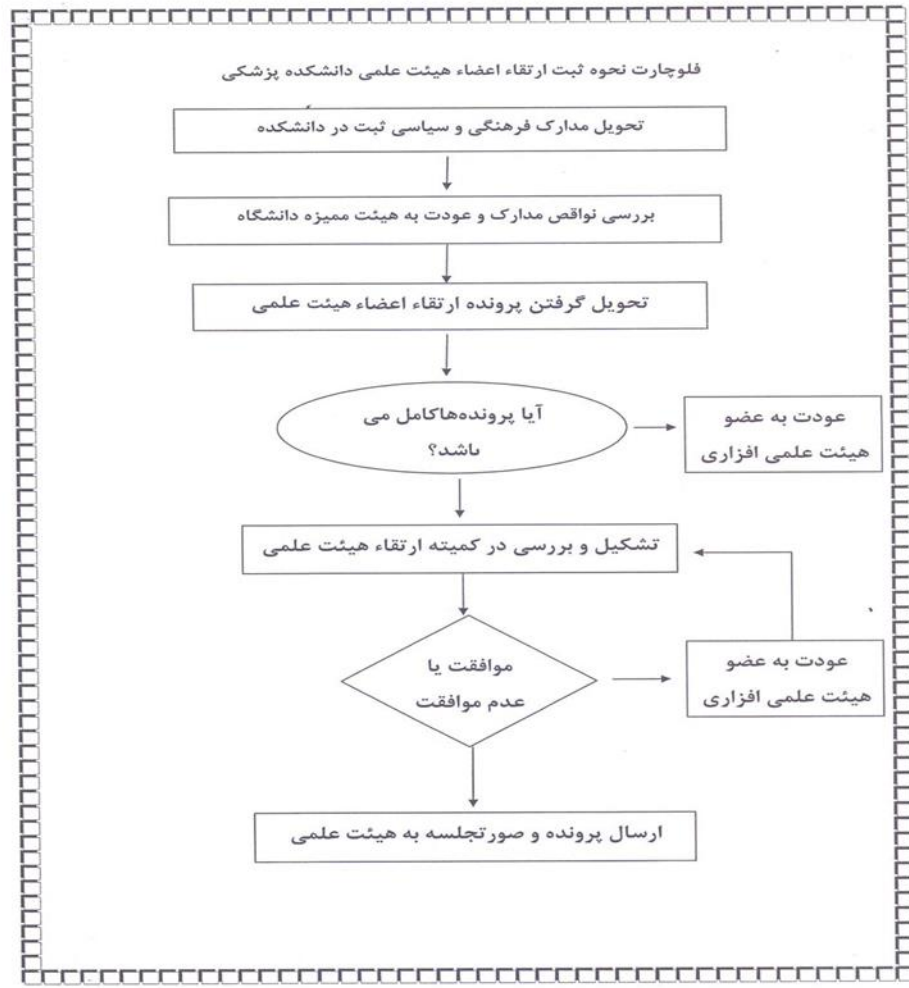 فلوچارت نحوه ثبت ارتقاء اعضاء هیئت علمی دانشکده پزشکی
تحویل مدارک فرهنگی و سیاسی ثبت در دانشکده
بررسی نواقص مدارک و عودت به هیئت ممیزه دانشگاه
تحویل گرفتن پرونده ارتقاء اعضاء هیئت علمی
آیا پرونده‌هاکامل می
باشد؟
عودت به عضو
هیئت علمی افزاری
تشکیل و بررسی در کمیته ارتقاء هیئت علمی
موافقت یا
عدم موافقت
عودت به عضو
هیئت علمی افزاری
ارسال پرونده و صورتجلسه به هیئت علمی